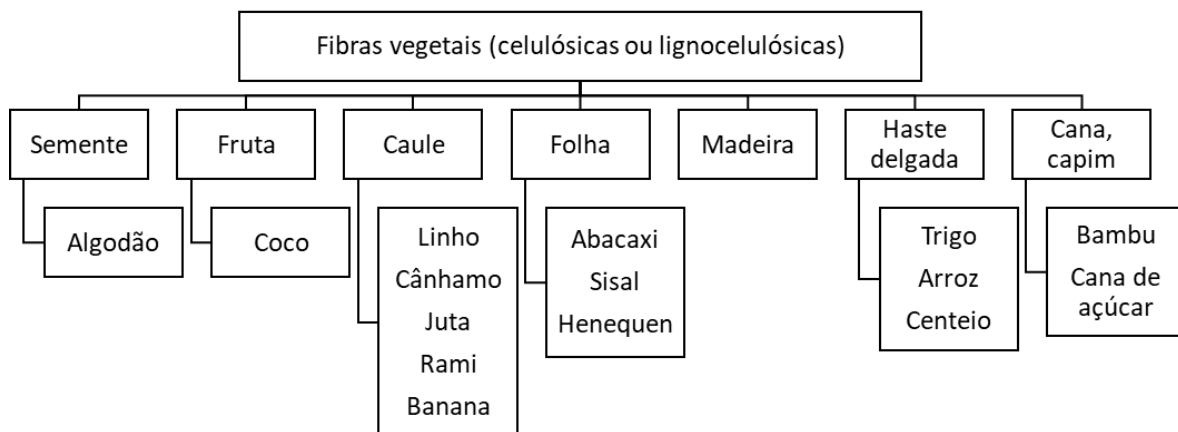 Fibras vegetais (celulósicas ou lignocelulósicas)
Semente
Fruta
Caule
Folha
Madeira
Haste
delgada
Cana,
capim
Algodão
Coco
Linho
Cânhamo
Juta
Rami
Banana
Abacaxi
Sisal
Henequen
Trigo
Arroz
Centeio
Bambu
Cana de
açúcar